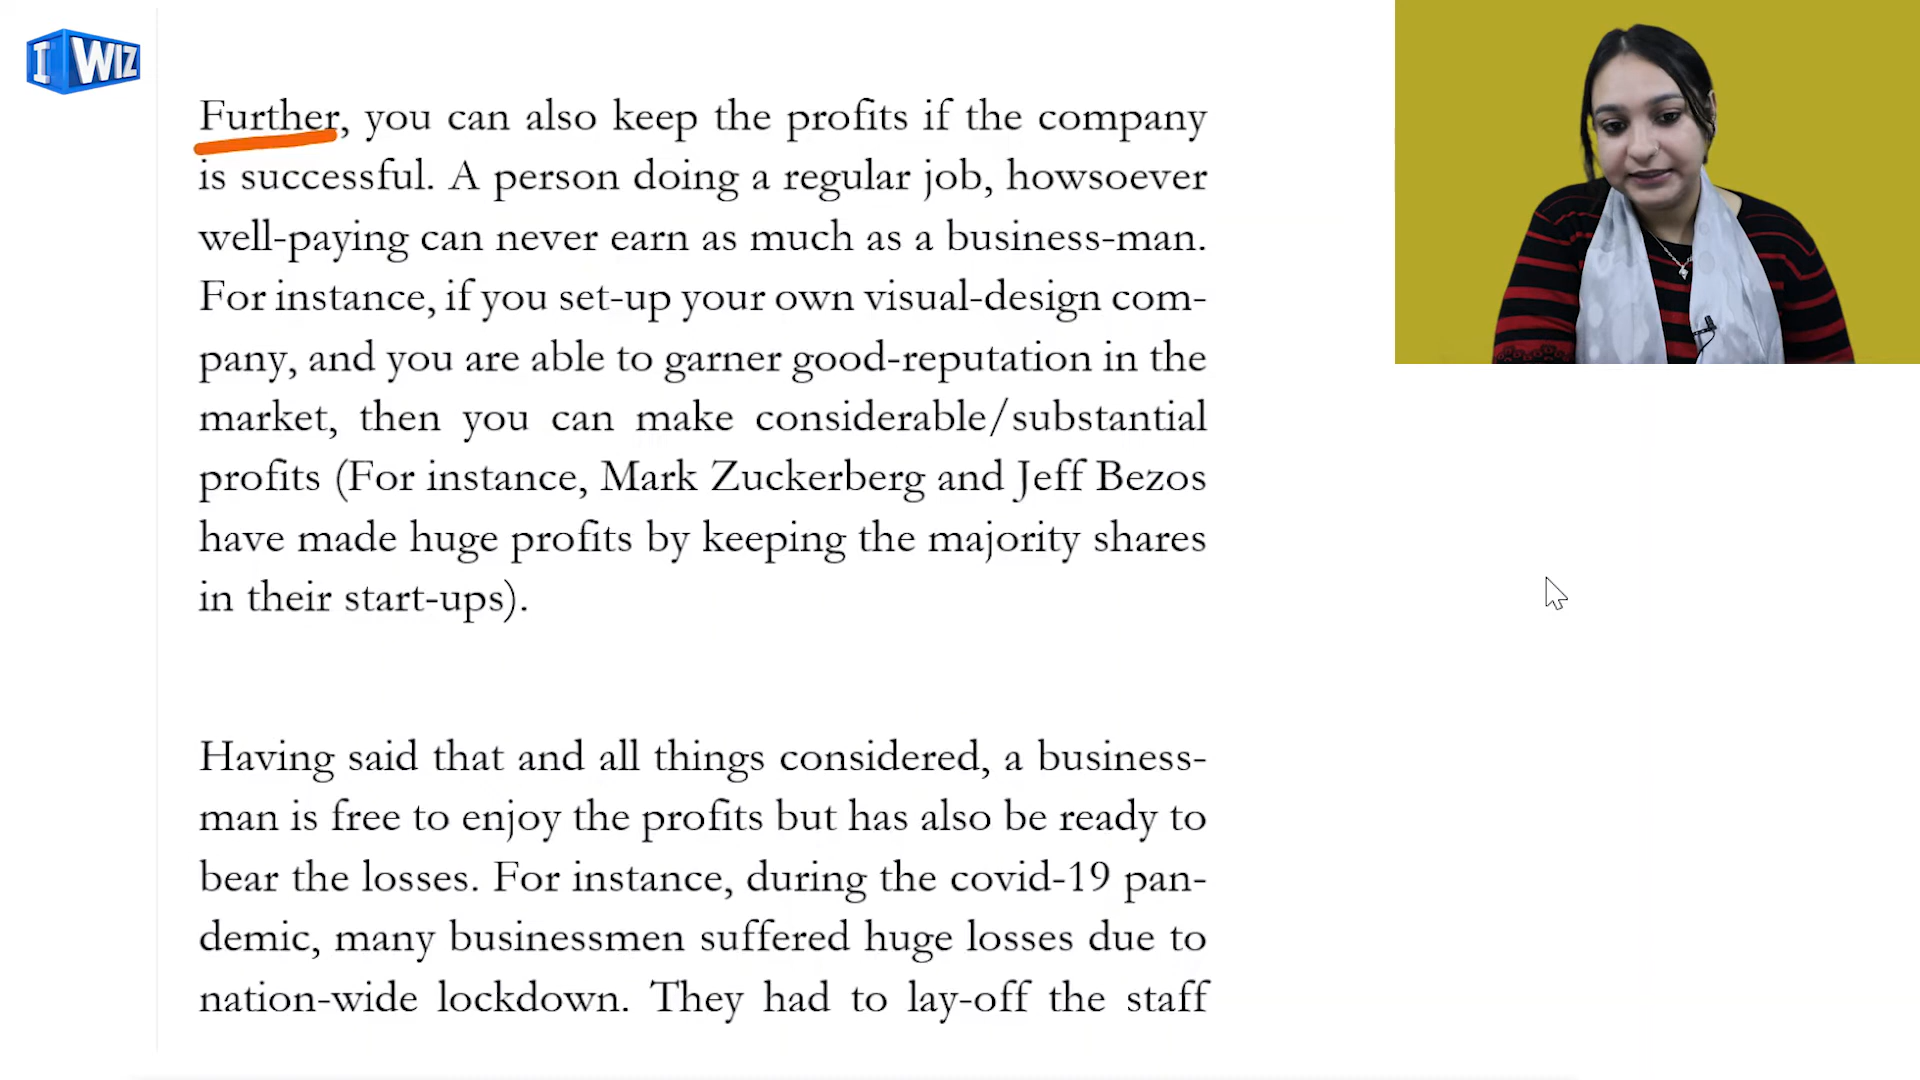 I WIZ
Further, you can also keep the profits if the company
is successful. A person doing a regular job, howsoever
well-paying can never earn as much as a business-man.
For instance, if you set-up your own visual-design com-
pany, and you are able to garner good-reputation in the
market, then you can make considerable/substantial
profits (For instance, Mark Zuckerberg and Jeff Bezos
have made huge profits by keeping the majority shares
in their start-ups).
Having said that and all things considered, a business-
man is free to enjoy the profits but has also be ready to
bear the losses. For instance, during the covid-19 pan-
demic, many businessmen suffered huge losses due to
nation-wide lockdown. They had to lay-off the staff